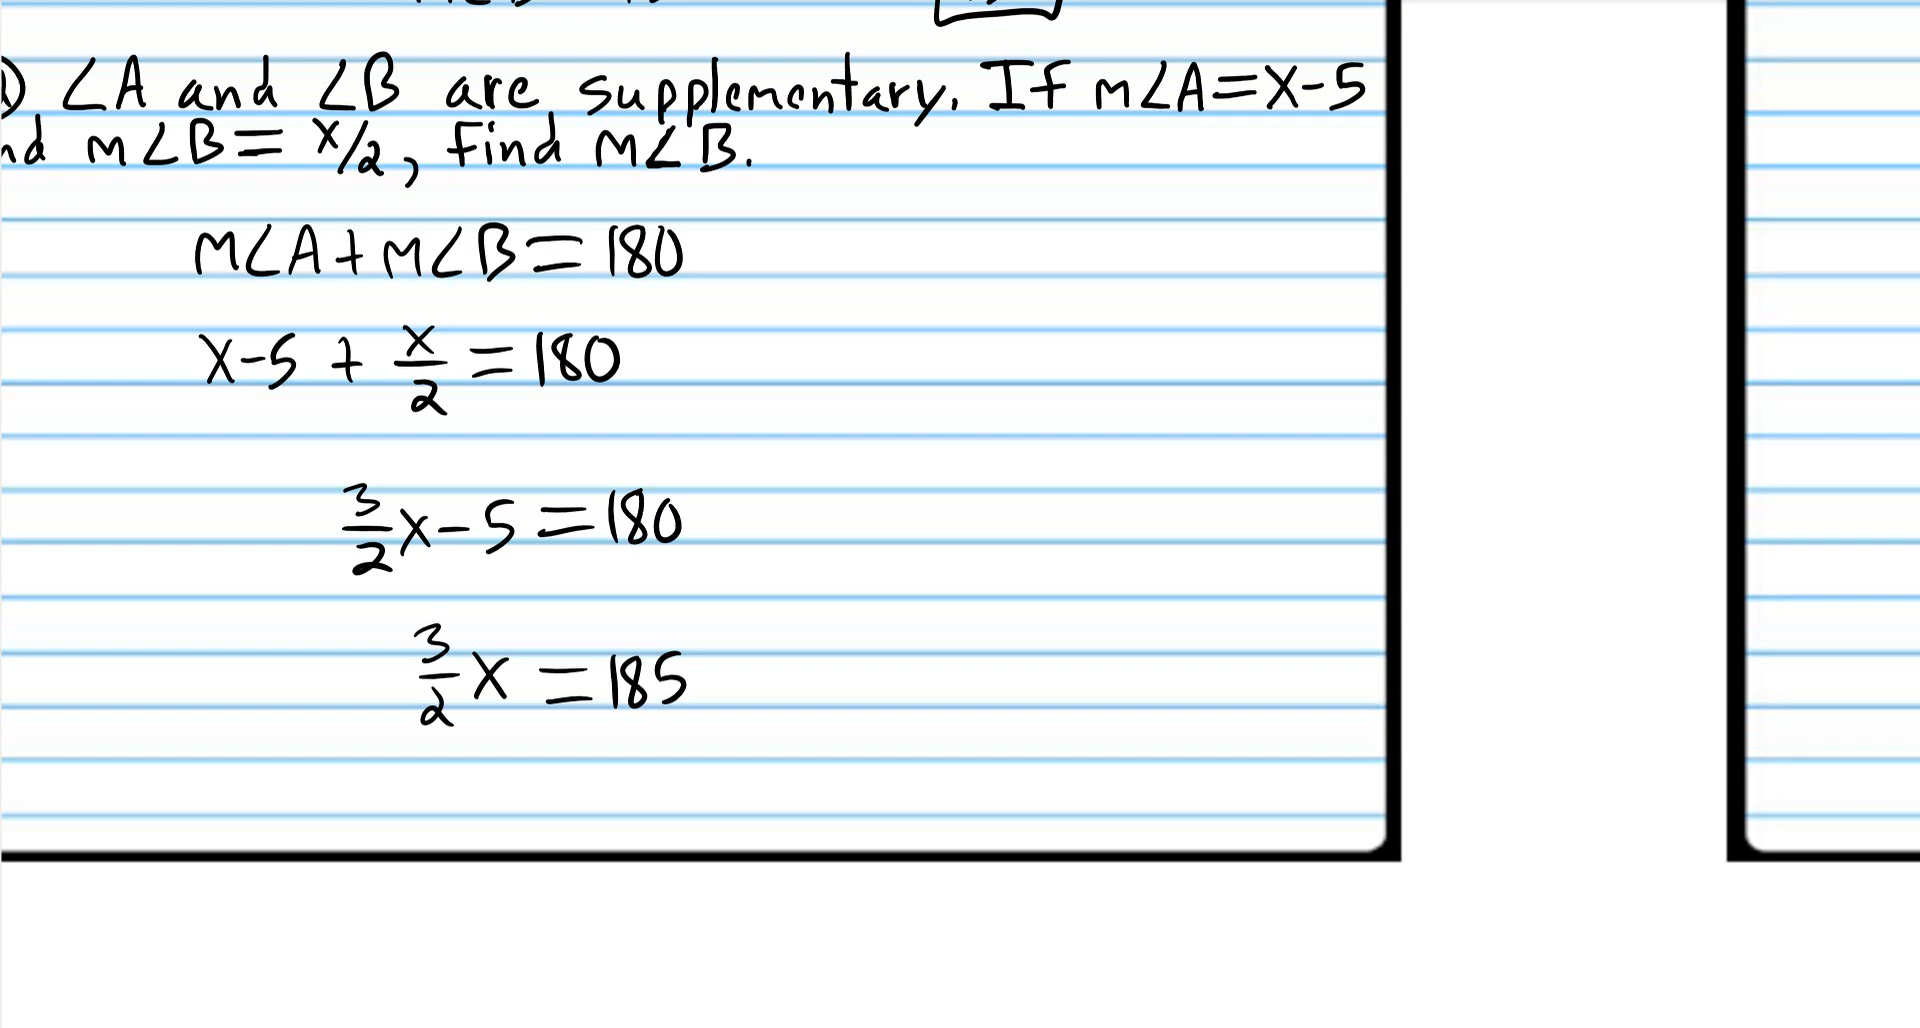 ∠A and ∠B are supplementary. If m∠A=x-5
m∠B= x/2, find m∠B.
m∠A+m∠B=180
x-5 + x/2 =180
3/2x-5=180
3/2x=185